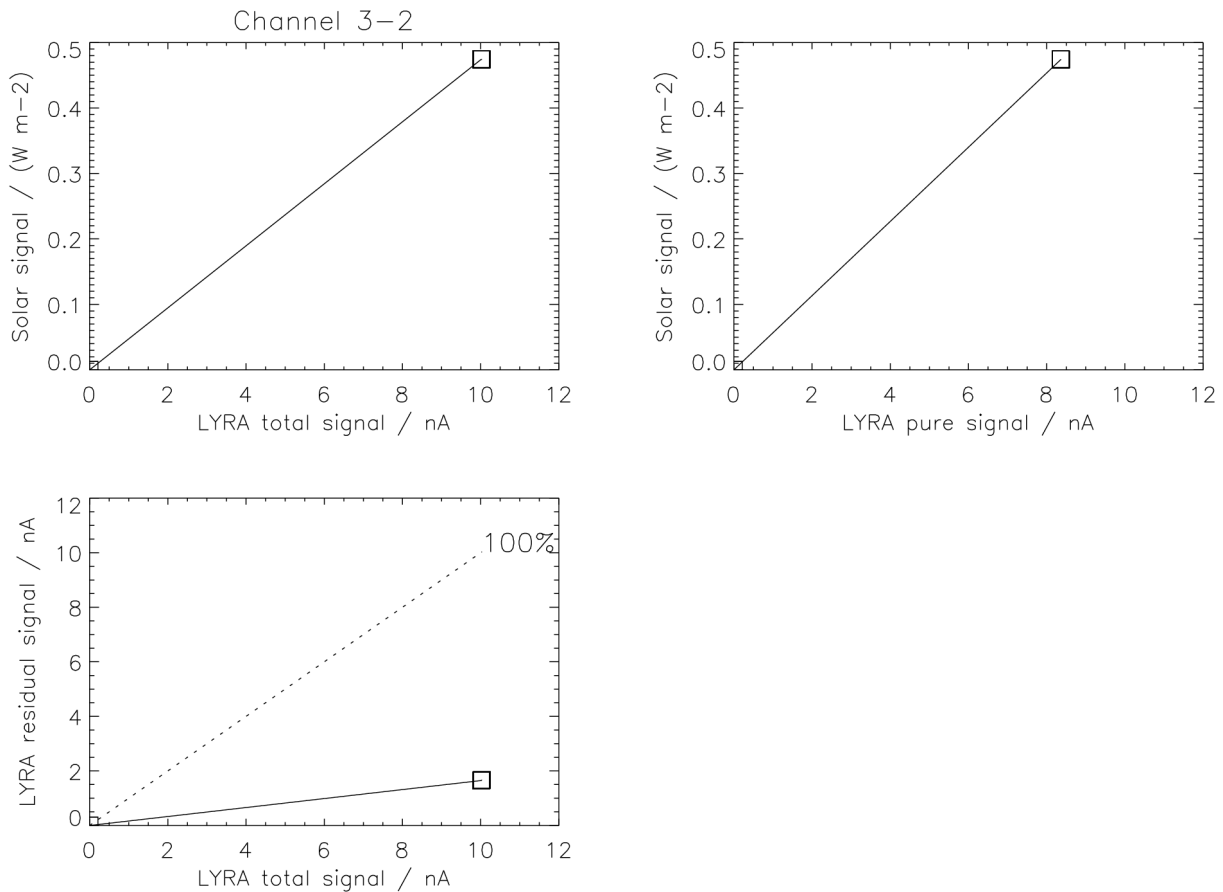 Channel 3-2
Solar signal / (W m-2)
0.5
0.4
0.3
0.2
0.1
0.0
0 2 4 6 8 10 12
LYRA total signal / nA
Solar signal / (W m-2)
0.5
0.4
0.3
0.2
0.1
0.0
0 2 4 6 8 10 12
LYRA pure signal / nA
LYRA residual signal / nA
12
10
8
6
4
2
0
100%
0 2 4 6 8 10 12
LYRA total signal / nA